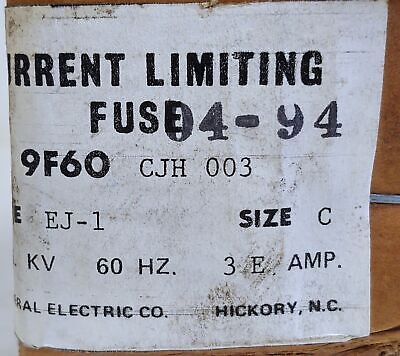 URRENT LIMITING
FUSE 04-94
9F60 CJH 003
E EJ-1 SIZE C
KV 60 HZ. 3 E AMP.
RAL ELECTRIC CO. HICKORY, N.C.